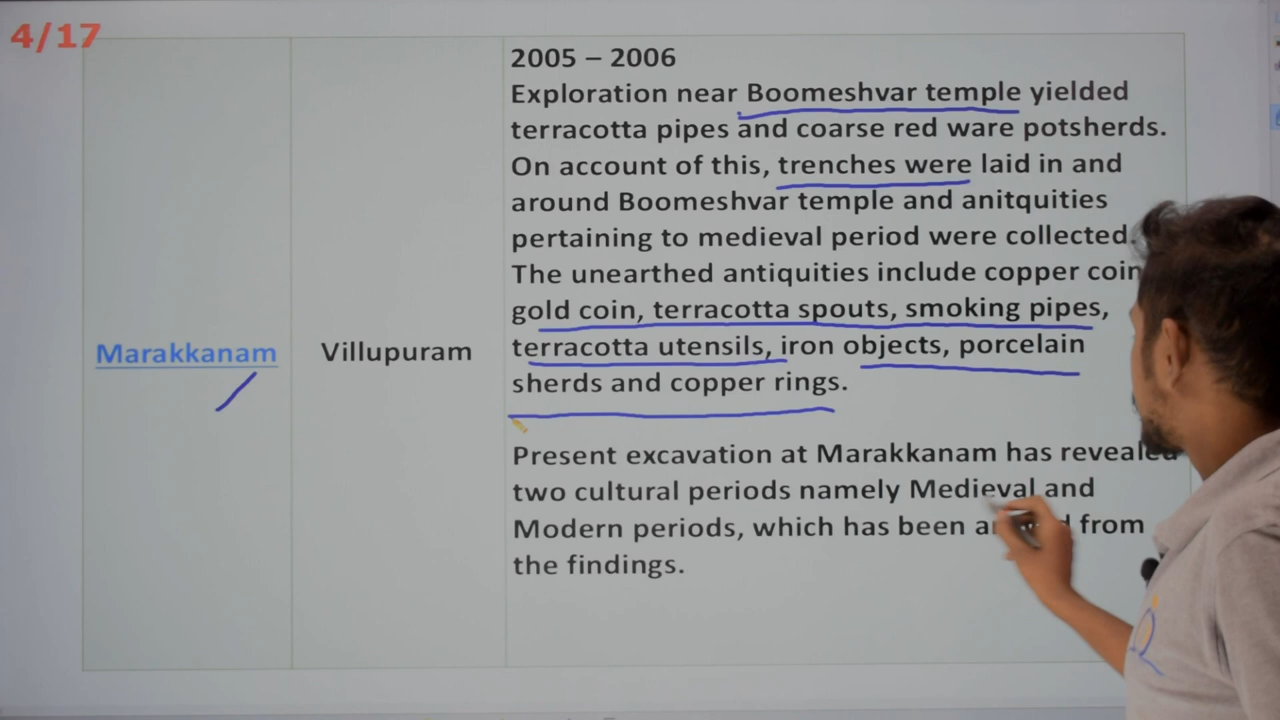 4/17
Marakkanam
Villupuram
2005 – 2006
Exploration near Boomeshvar temple yielded
terracotta pipes and coarse red ware potsherds.
On account of this, trenches were laid in and
around Boomeshvar temple and anitquities
pertaining to medieval period were collected.
The unearthed antiquities include copper coin
gold coin, terracotta spouts, smoking pipes,
terracotta utensils, iron objects, porcelain
sherds and copper rings.
Present excavation at Marakkanam has revealed
two cultural periods namely Medieval and
Modern periods, which has been from
the findings.